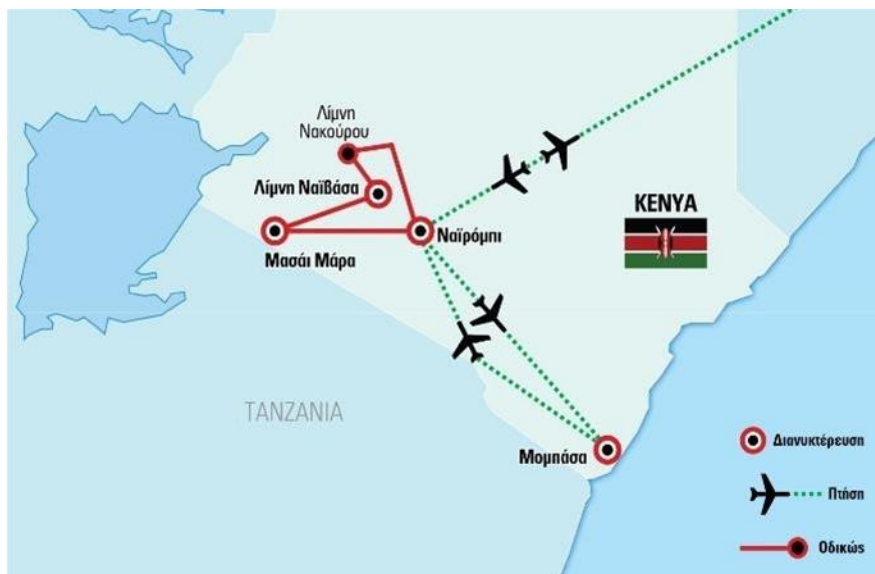 Λίμνη
Νακούρου
Λίμνη Ναϊβάσα
KENYA
Ναϊρόμπι
Μασάι Μάρα
TANZANIA
Μομπάσα
Διανυκτέρευση
Πτήση
Οδικώς